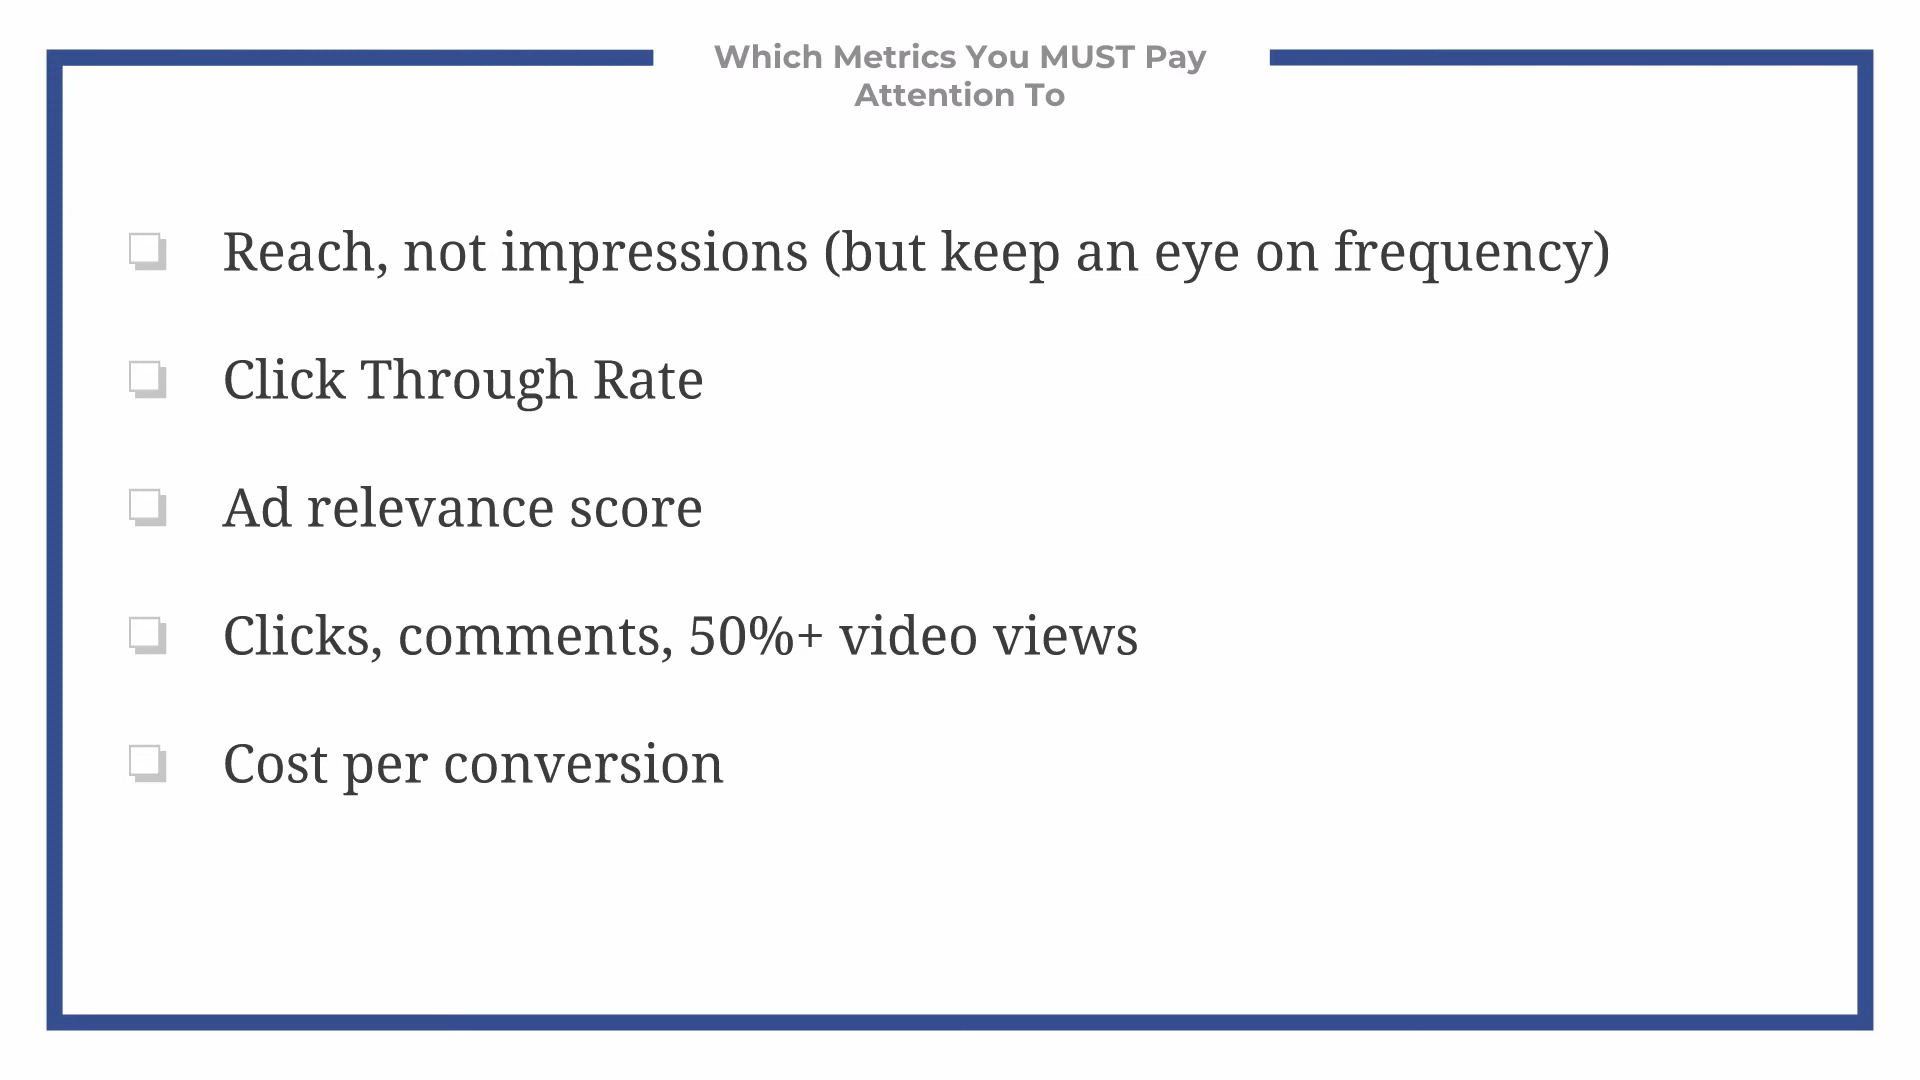 Which Metrics You MUST Pay
Attention To
Reach, not impressions (but keep an eye on frequency)
Click Through Rate
Ad relevance score
Clicks, comments, 50%+ video views
Cost per conversion